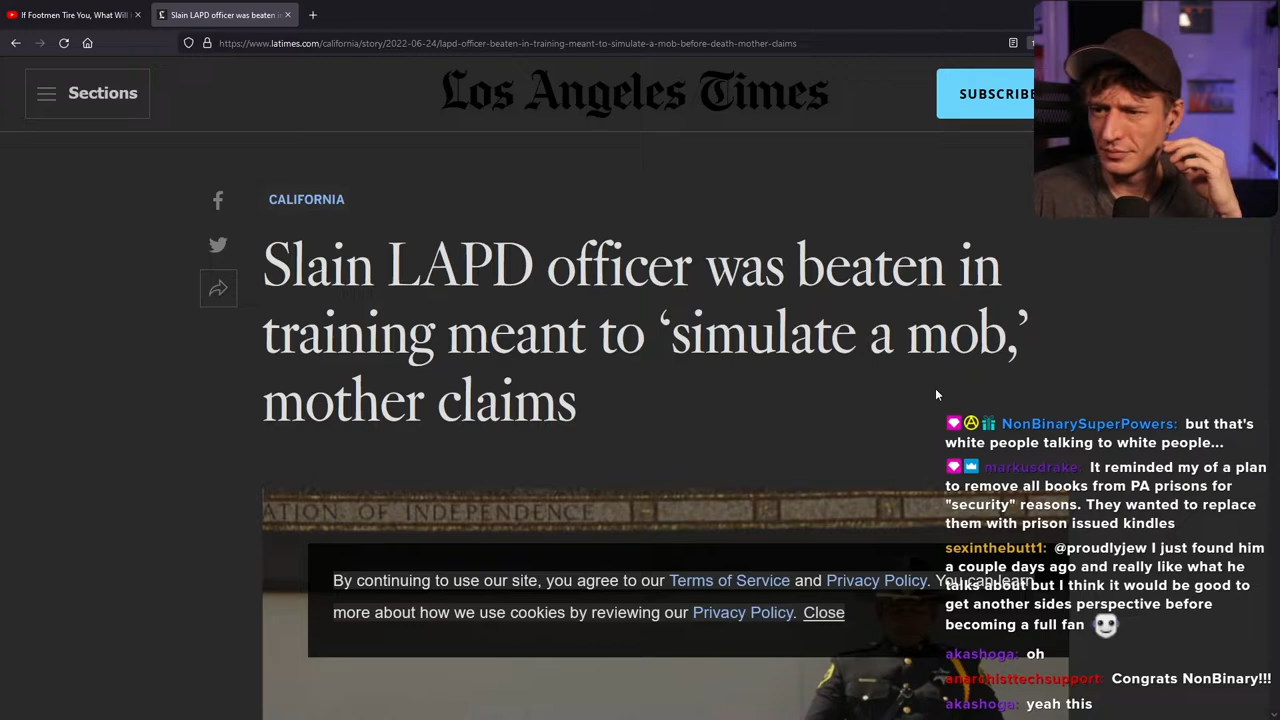 If Footmen Tire You, What Will
Slain LAPD officer was beaten in
https://www.latimes.com/california/story/2022-06-24/lapd-officer-beaten-in-training-meant-to-simulate-a-mob-before-death-mother-claims
Sections
Los Angeles Times
SUBSCRIBE
CALIFORNIA
Slain LAPD officer was beaten in
training meant to ‘simulate a mob,’
mother claims
ATION OF INDEPENDENCE
By continuing to use our site, you agree to our Terms of Service and Privacy Policy. You can learn
more about how we use cookies by reviewing our Privacy Policy. Close
NonBinarySuperPowers: but that's
white people talking to white people...
markusdrake: It reminded my of a plan
to remove all books from PA prisons for
"security" reasons. They wanted to replace
them with prison issued kindles
sexinthebutt1: @proudlyjew I just found him
a couple days ago and really like what he
talks about but I think it would be good to
get another sides perspective before
becoming a full fan
akashoga: oh
anarchisttechsupport: Congrats NonBinary!!!
akashoga: yeah this